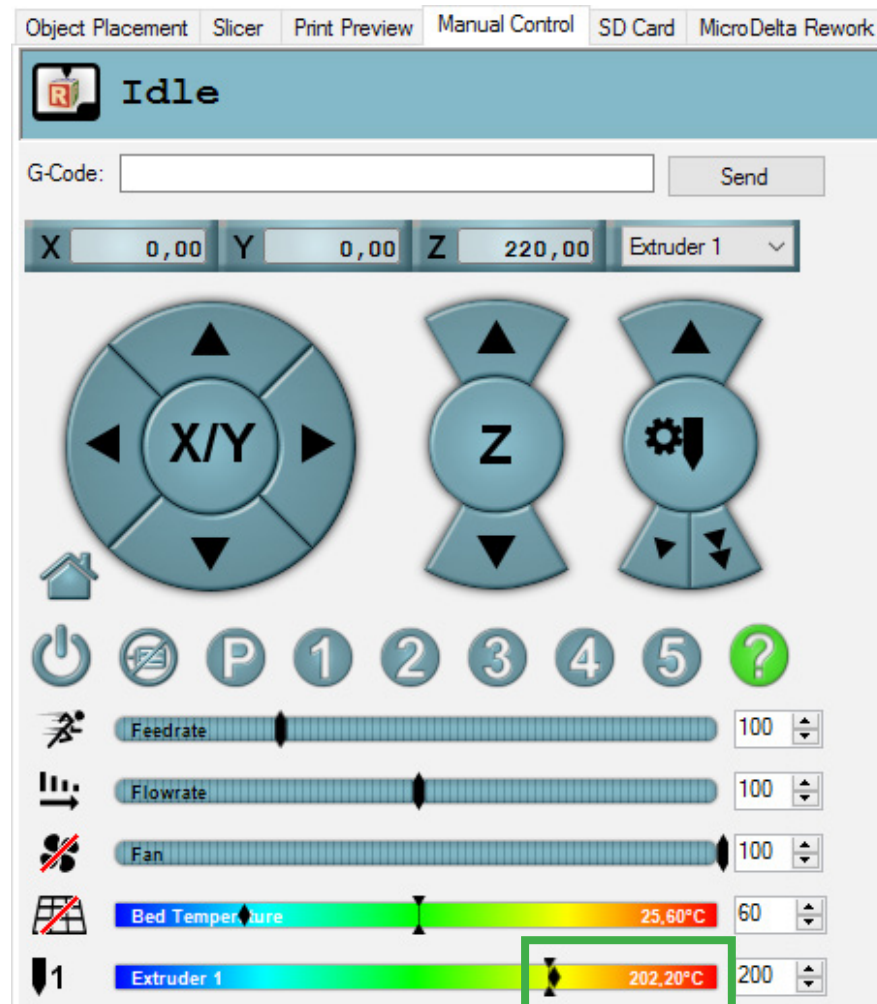 Object Placement Slicer Print Preview Manual Control SD Card MicroDelta Rework
R Idle
G-Code: Send
X 0,00 Y 0,00 Z 220,00 Extruder 1
X/Y Z
P 1 2 3 4 5 ?
Feedrate 100
Flowrate 100
Fan 100
Bed Temperature 25,60°C 60
1 Extruder 1 202,20°C 200